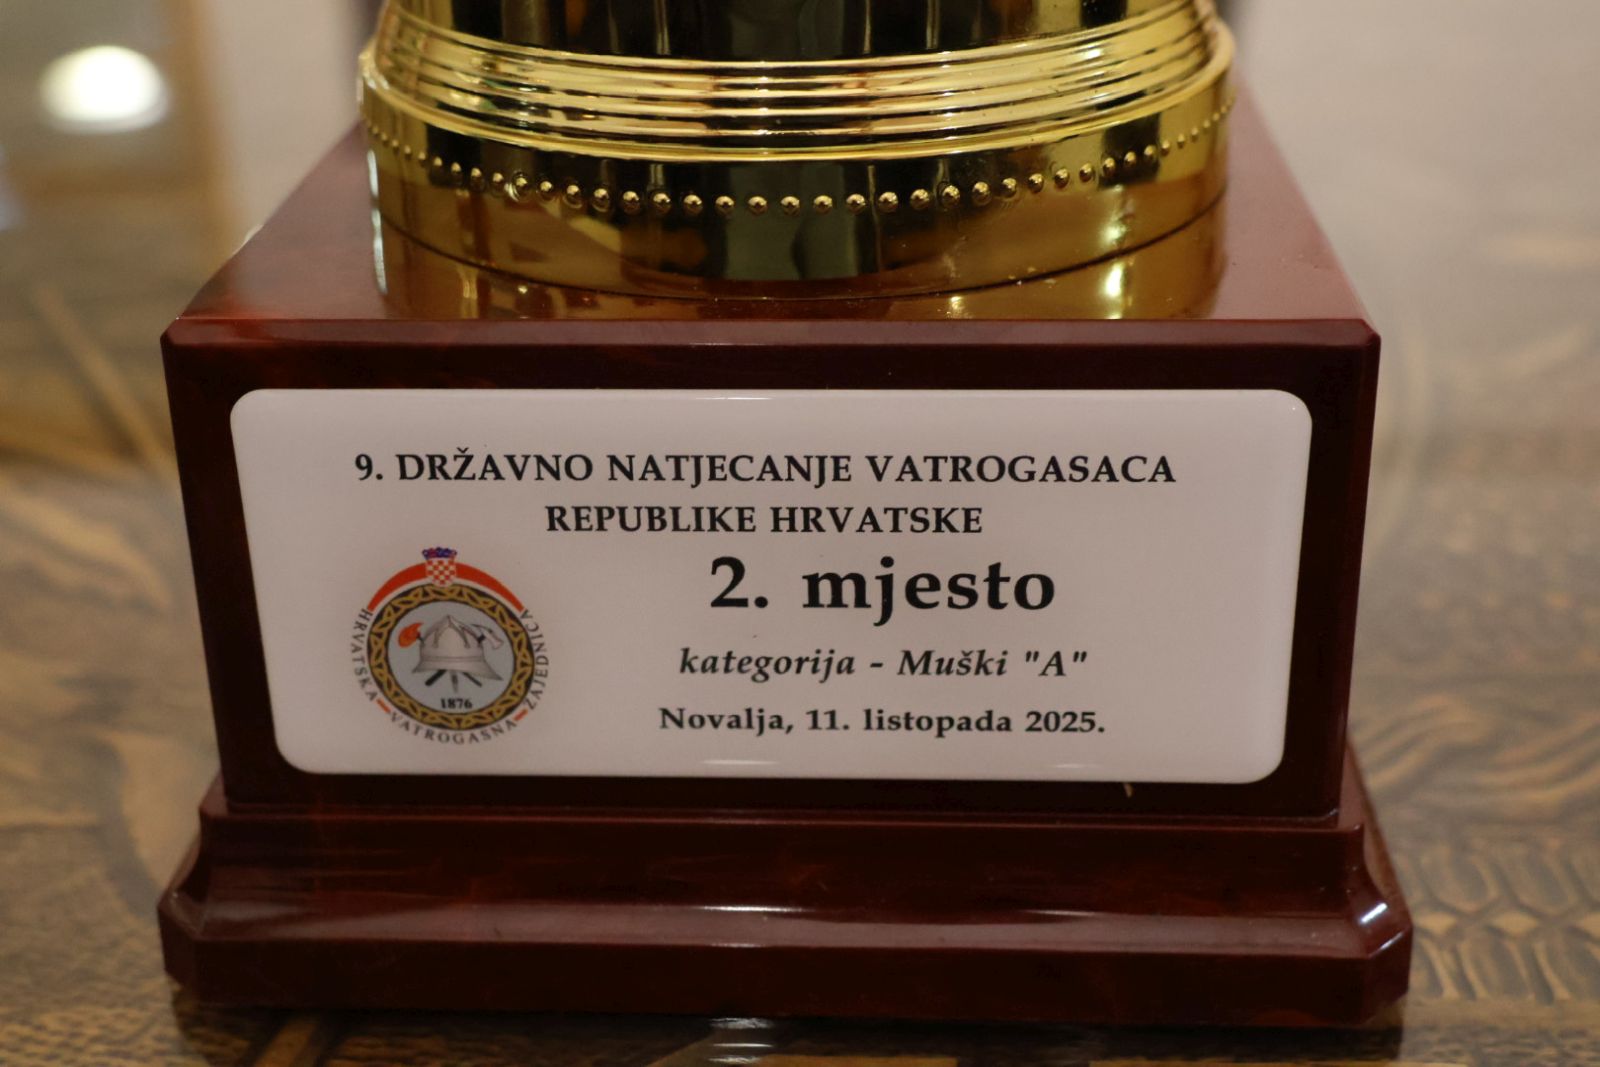 9. DRŽAVNO NATJECANJE VATROGASACA
REPUBLIKE HRVATSKE
2. mjesto
kategorija - Muški "A"
Novalja, 11. listopada 2025.
HRVATSKA VATROGASNA ZAJEDNICA
1876